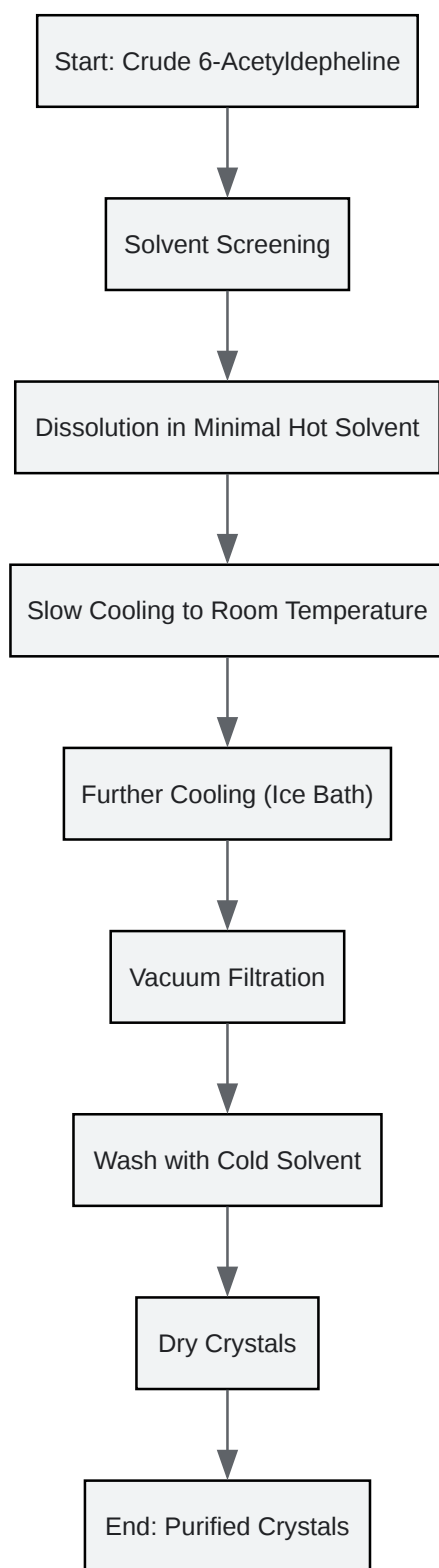 Start: Crude 6-Acetyldepheline
Solvent Screening
Dissolution in Minimal Hot Solvent
Slow Cooling to Room Temperature
Further Cooling (Ice Bath)
Vacuum Filtration
Wash with Cold Solvent
Dry Crystals
End: Purified Crystals